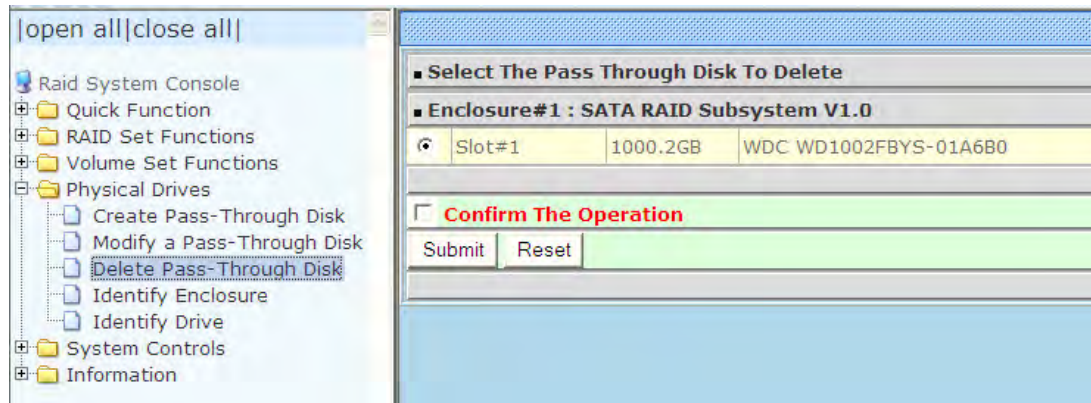 |open all|close all|
Raid System Console
Quick Function
RAID Set Functions
Volume Set Functions
Physical Drives
Create Pass-Through Disk
Modify a Pass-Through Disk
Delete Pass-Through Disk
Identify Enclosure
Identify Drive
System Controls
Information
Select The Pass Through Disk To Delete
Enclosure#1 : SATA RAID Subsystem V1.0
Slot#1 1000.2GB WDC WD1002FBYS-01A6B0
Confirm The Operation
Submit Reset